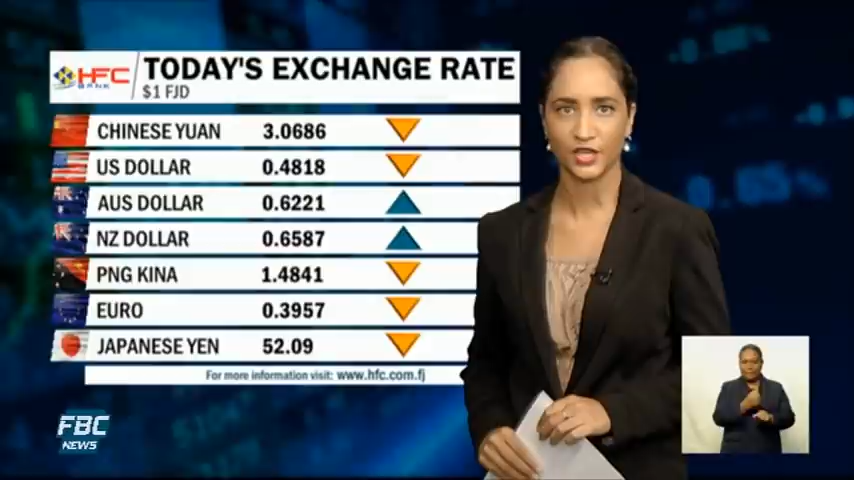 HFC
BANK
TODAY'S EXCHANGE RATE
$1 FJD
CHINESE YUAN 3.0686
US DOLLAR 0.4818
AUS DOLLAR 0.6221
NZ DOLLAR 0.6587
PNG KINA 1.4841
EURO 0.3957
JAPANESE YEN 52.09
For more information visit: www.hfc.com.fj
FBC
NEWS